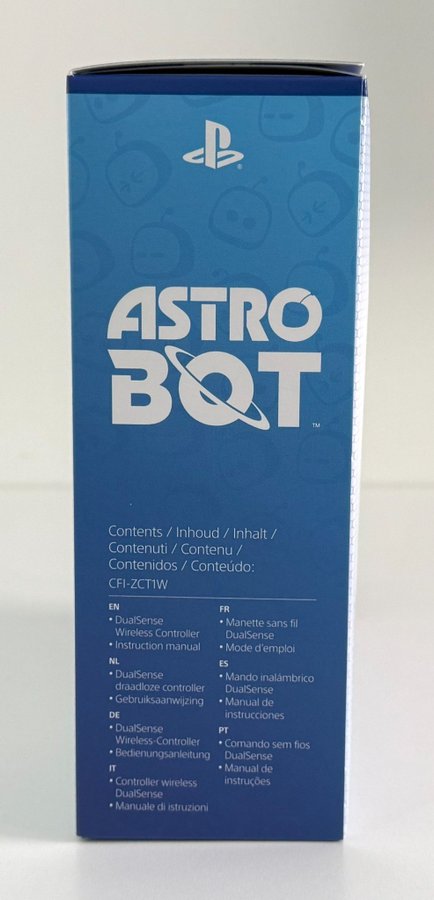 ASTRO
BOT
™
Contents / Inhoud / Inhalt /
Contenuti / Contenu /
Contenidos / Conteúdo:
CFI-ZCT1W
EN
• DualSense
Wireless Controller
• Instruction manual
NL
• DualSense
draadloze controller
• Gebruiksaanwijzing
DE
• DualSense
Wireless-Controller
• Bedienungsanleitung
IT
• Controller wireless
DualSense
• Manuale di istruzioni
FR
• Manette sans fil
DualSense
• Mode d'emploi
ES
• Mando inalámbrico
DualSense
• Manual de
instrucciones
PT
• Comando sem fios
DualSense
• Manual de
instruções